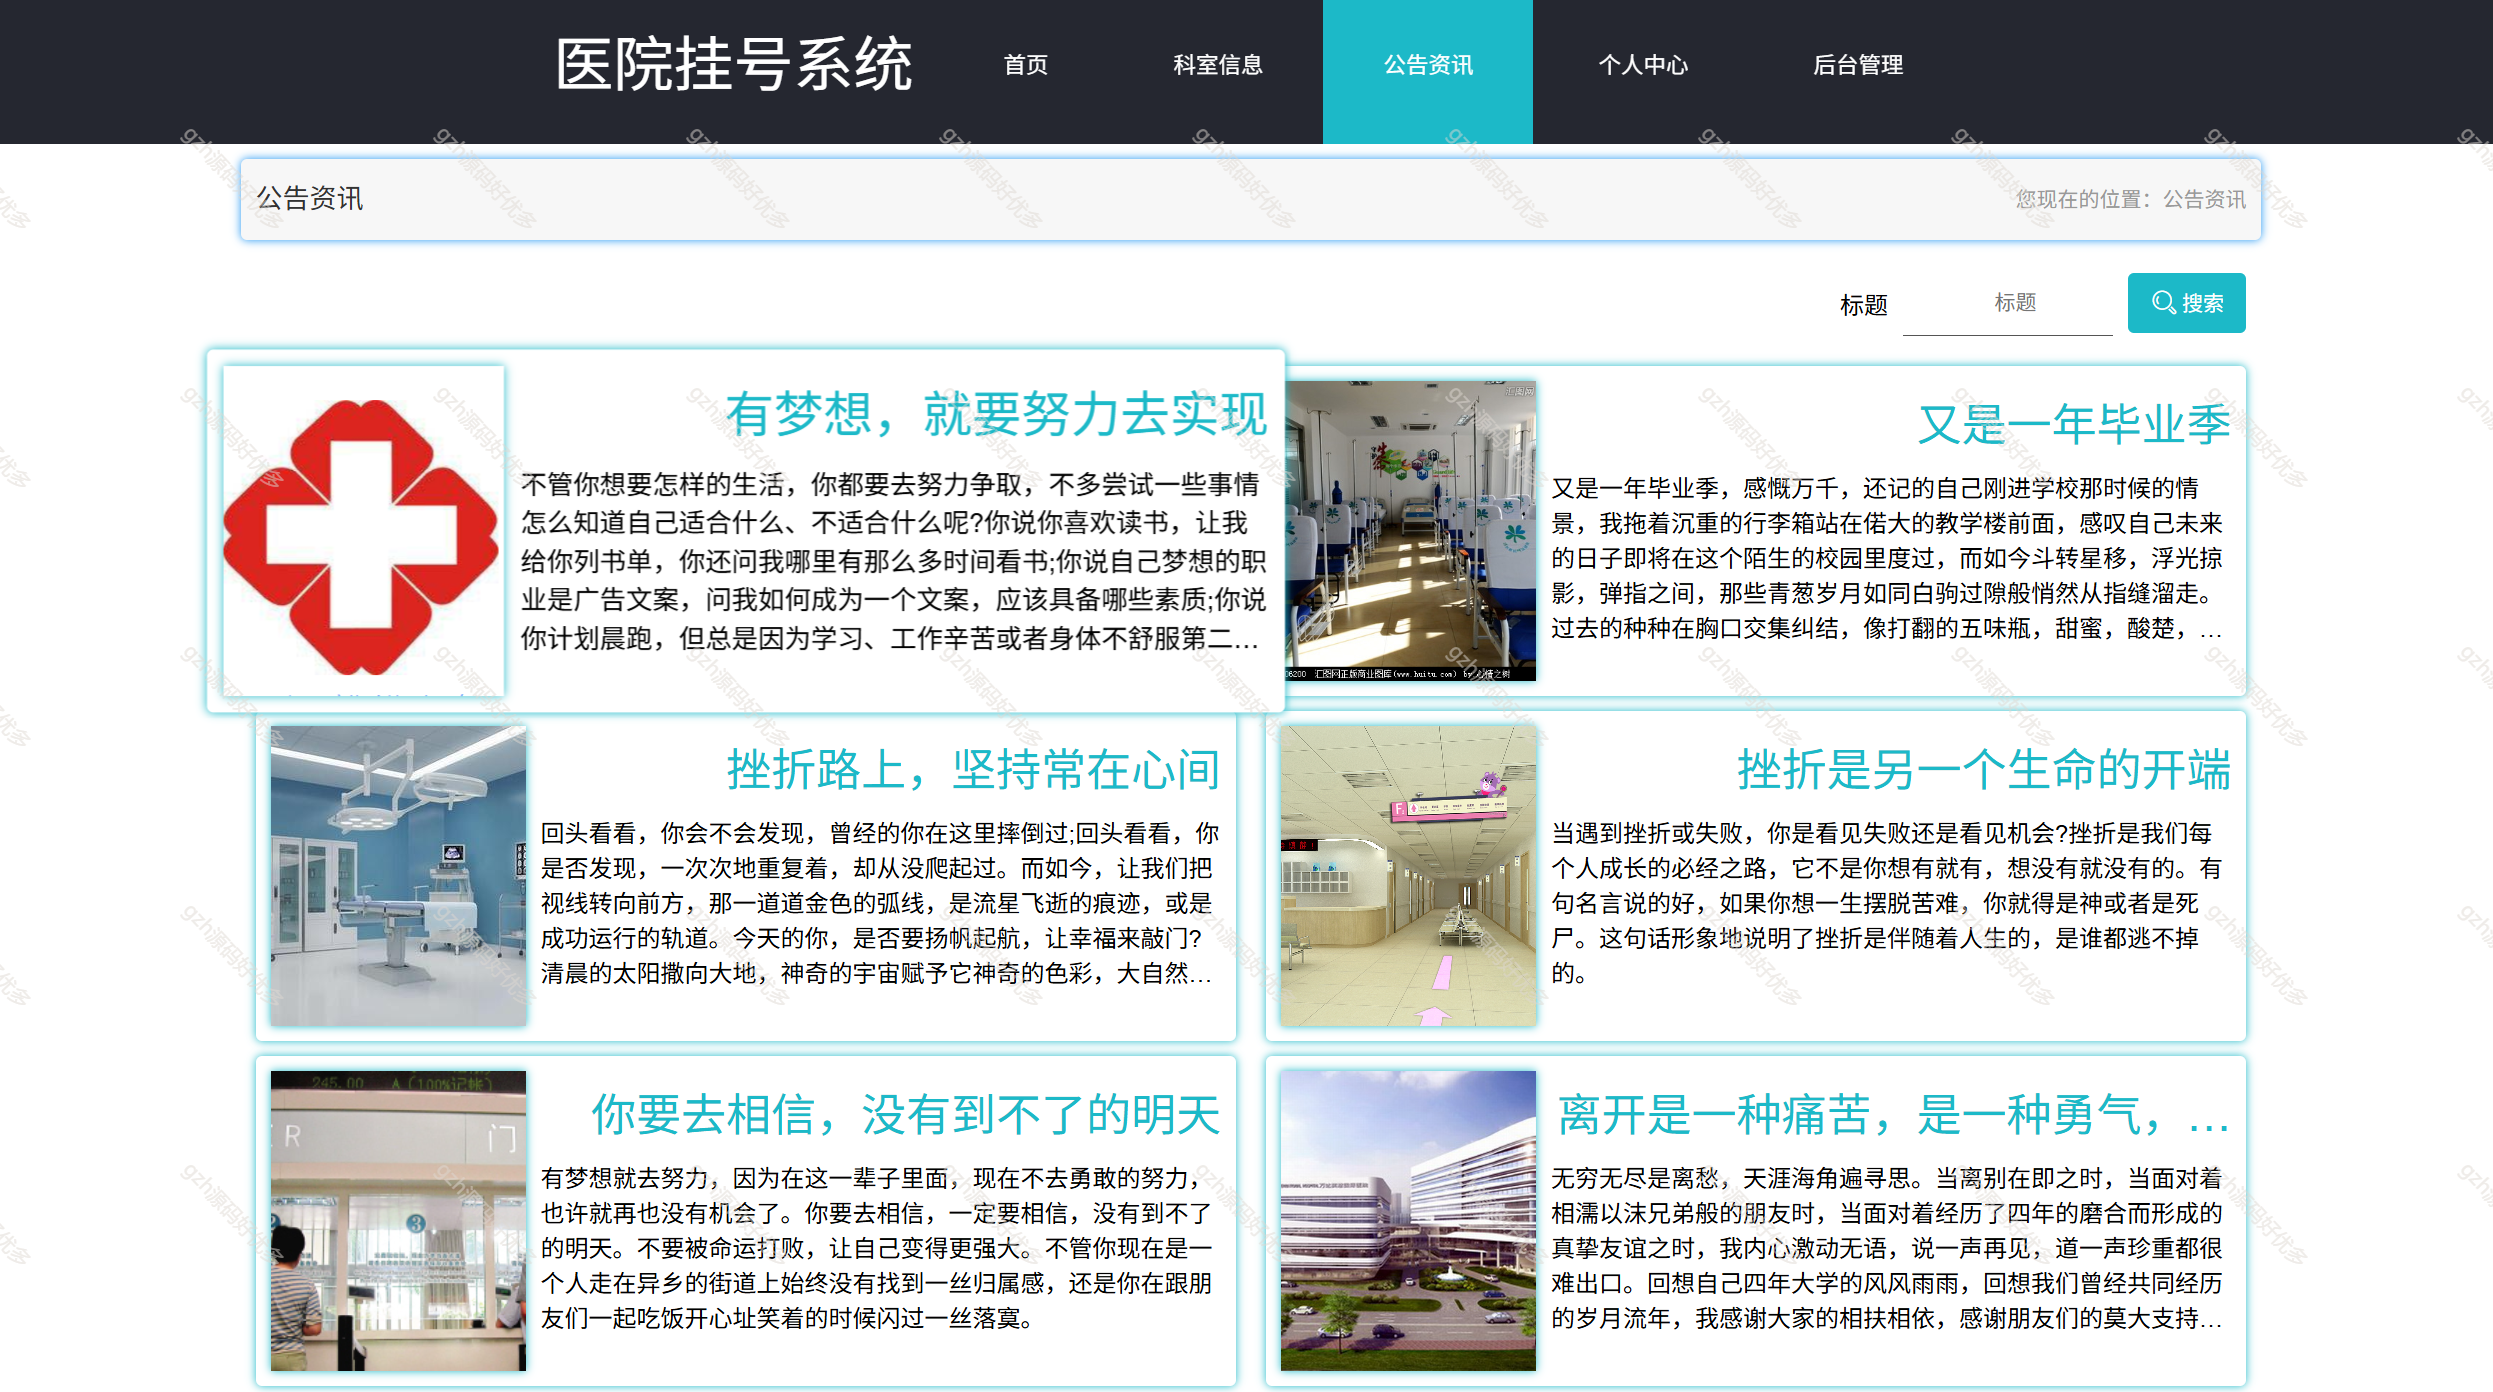 医院挂号系统
首页
科室信息
公告资讯
个人中心
后台管理
公告资讯
您现在的位置：公告资讯
标题
标题
搜索
有梦想，就要努力去实现
不管你想要怎样的生活，你都要去努力争取，不多尝试一些事情
怎么知道自己适合什么、不适合什么呢?你说你喜欢读书，让我
给你列书单，你还问我哪里有那么多时间看书;你说自己梦想的职
业是广告文案，问我如何成为一个文案，应该具备哪些素质;你说
你计划晨跑，但总是因为学习、工作辛苦或者身体不舒服第二…
汇图网
06200 汇图网正版商业图库(www.huitu.com) by 心情之树
又是一年毕业季
又是一年毕业季，感慨万千，还记的自己刚进学校那时候的情
景，我拖着沉重的行李箱站在偌大的教学楼前面，感叹自己未来
的日子即将在这个陌生的校园里度过，而如今斗转星移，浮光掠
影，弹指之间，那些青葱岁月如同白驹过隙般悄然从指缝溜走。
过去的种种在胸口交集纠结，像打翻的五味瓶，甜蜜，酸楚，…
挫折路上，坚持常在心间
回头看看，你会不会发现，曾经的你在这里摔倒过;回头看看，你
是否发现，一次次地重复着，却从没爬起过。而如今，让我们把
视线转向前方，那一道道金色的弧线，是流星飞逝的痕迹，或是
成功运行的轨道。今天的你，是否要扬帆起航，让幸福来敲门?
清晨的太阳撒向大地，神奇的宇宙赋予它神奇的色彩，大自然…
挫折是另一个生命的开端
当遇到挫折或失败，你是看见失败还是看见机会?挫折是我们每
个人成长的必经之路，它不是你想有就有，想没有就没有的。有
句名言说的好，如果你想一生摆脱苦难，你就得是神或者是死
尸。这句话形象地说明了挫折是伴随着人生的，是谁都逃不掉
的。
245.00 A(100%记帐)
ER
门
3
你要去相信，没有到不了的明天
有梦想就去努力，因为在这一辈子里面，现在不去勇敢的努力，
也许就再也没有机会了。你要去相信，一定要相信，没有到不了
的明天。不要被命运打败，让自己变得更强大。不管你现在是一
个人走在异乡的街道上始终没有找到一丝归属感，还是你在跟朋
友们一起吃饭开心址笑着的时候闪过一丝落寞。
离开是一种痛苦，是一种勇气，…
无穷无尽是离愁，天涯海角遍寻思。当离别在即之时，当面对着
相濡以沫兄弟般的朋友时，当面对着经历了四年的磨合而形成的
真挚友谊之时，我内心激动无语，说一声再见，道一声珍重都很
难出口。回想自己四年大学的风风雨雨，回想我们曾经共同经历
的岁月流年，我感谢大家的相扶相依，感谢朋友们的莫大支持…
gzh源码好优多